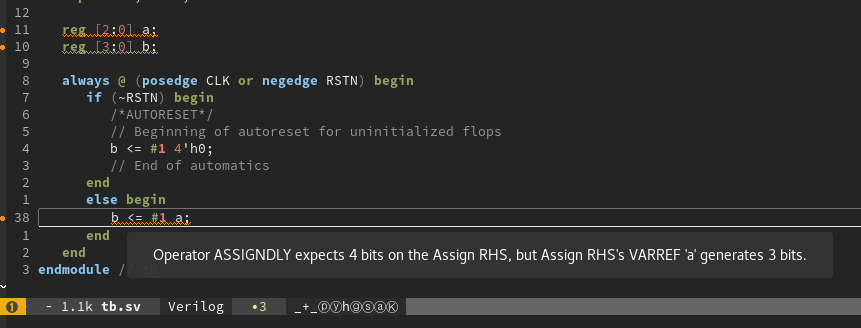 12
11 reg [2:0] a;
10 reg [3:0] b;
9
8 always @ (posedge CLK or negedge RSTN) begin
7 if (~RSTN) begin
6 /*AUTORESET*/
5 // Beginning of autoreset for uninitialized flops
4 b <= #1 4'h0;
3 // End of automatics
2 end
1 else begin
38 b <= #1 a;
1 end
2 end
Operator ASSIGNDLY expects 4 bits on the Assign RHS, but Assign RHS's VARREF 'a' generates 3 bits.
3 endmodule // tb
1 - 1.1k tb.sv Verilog •3 _+_ⓟⓨhⓖⓢⓐⓀ